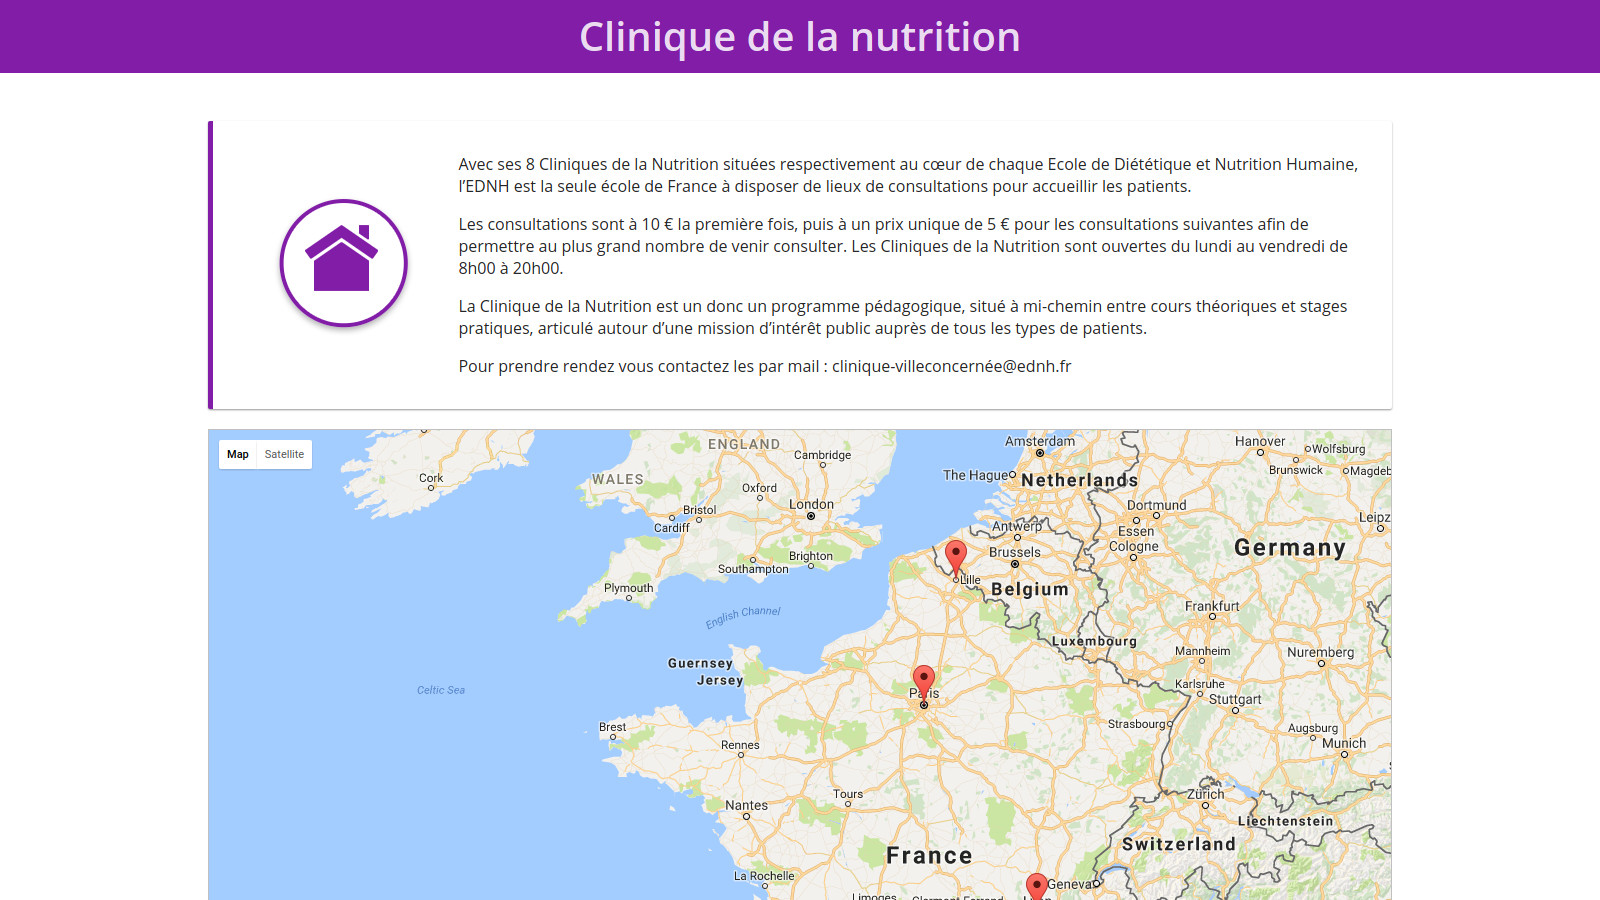 Clinique de la nutrition
Avec ses 8 Cliniques de la Nutrition situées respectivement au cœur de chaque Ecole de Diététique et Nutrition Humaine,
l’EDNH est la seule école de France à disposer de lieux de consultations pour accueillir les patients.
Les consultations sont à 10 € la première fois, puis à un prix unique de 5 € pour les consultations suivantes afin de
permettre au plus grand nombre de venir consulter. Les Cliniques de la Nutrition sont ouvertes du lundi au vendredi de
8h00 à 20h00.
La Clinique de la Nutrition est un donc un programme pédagogique, situé à mi-chemin entre cours théoriques et stages
pratiques, articulé autour d’une mission d’intérêt public auprès de tous les types de patients.
Pour prendre rendez vous contactez les par mail : clinique-villeconcernée@ednh.fr
Map
Satellite
ENGLAND
Amsterdam
Hanover
Wolfsburg
Cambridge
Brunswick
Magdeb
Cork
WALES
The Hague
Netherlands
Oxford
London
Bristol
Cardiff
Dortmund
Leipz
Antwerp
Essen
Cologne
Germany
Brussels
Brighton
Southampton
Lille
Belgium
Plymouth
English Channel
Frankfurt
Luxembourg
Mannheim
Nuremberg
Guernsey
Jersey
Celtic Sea
Paris
Karlsruhe
Stuttgart
Strasbourg
Brest
Rennes
Augsburg
Munich
Tours
Nantes
Zürich
Liechtenstein
Switzerland
France
La Rochelle
Geneva
Limoges